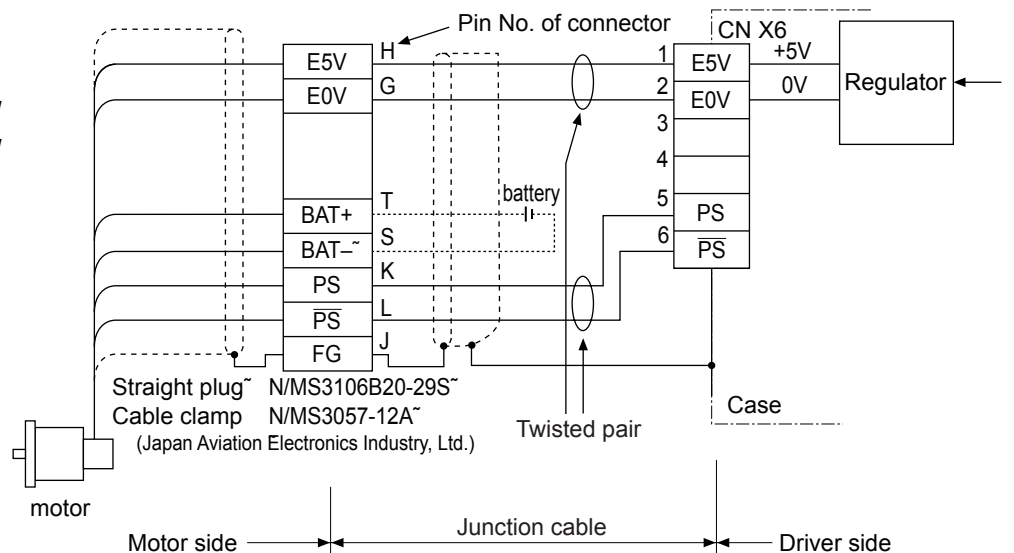 Pin No. of connector
CN X6
E5V H 1 E5V +5V
E0V G 2 E0V 0V
Regulator
3
4
battery
BAT+ T 5 PS
BAT–˜ S 6 P̅S̅
PS K
P̅S̅ L
FG J
Straight plug˜ N/MS3106B20-29S˜
Cable clamp N/MS3057-12A˜
(Japan Aviation Electronics Industry, Ltd.)
Twisted pair
Case
motor
Motor side
Junction cable
Driver side